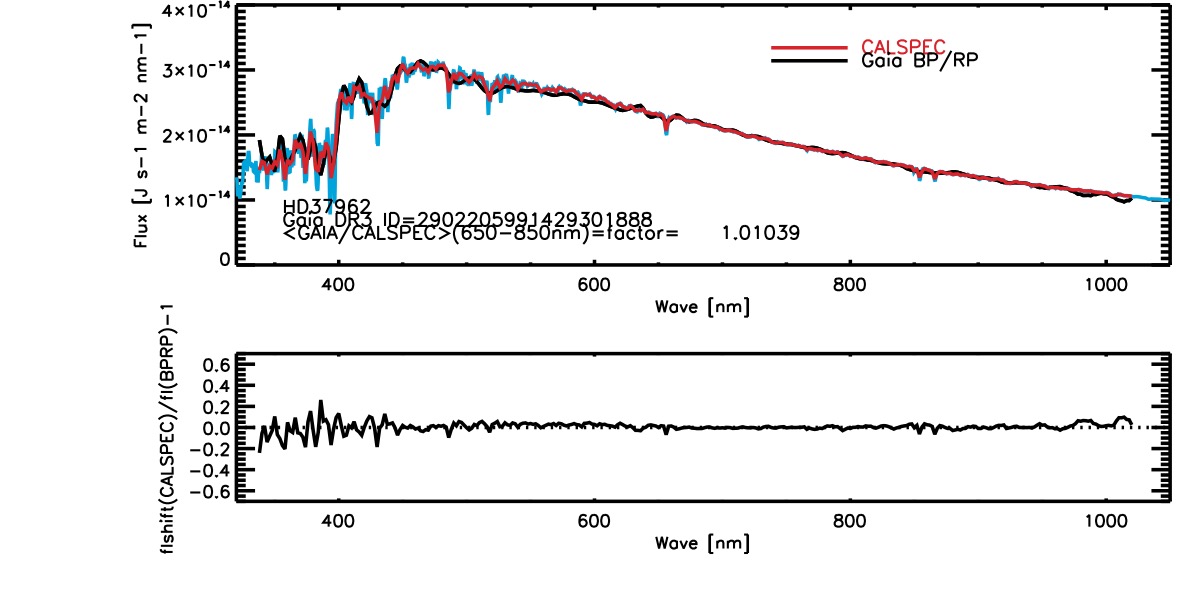 4×10−14
3×10−14
2×10−14
1×10−14
0
Flux [J s−1 m−2 nm−1]
CALSPEC
Gaia BP/RP
HD37962
Gaia DR3 ID=2902205991429301888
<GAIA/CALSPEC>(650−850nm)=factor= 1.01039
400 600 800 1000
Wave [nm]
flshift(CALSPEC)/fl(BPRP)−1
0.6
0.4
0.2
0.0
−0.2
−0.4
−0.6
400 600 800 1000
Wave [nm]